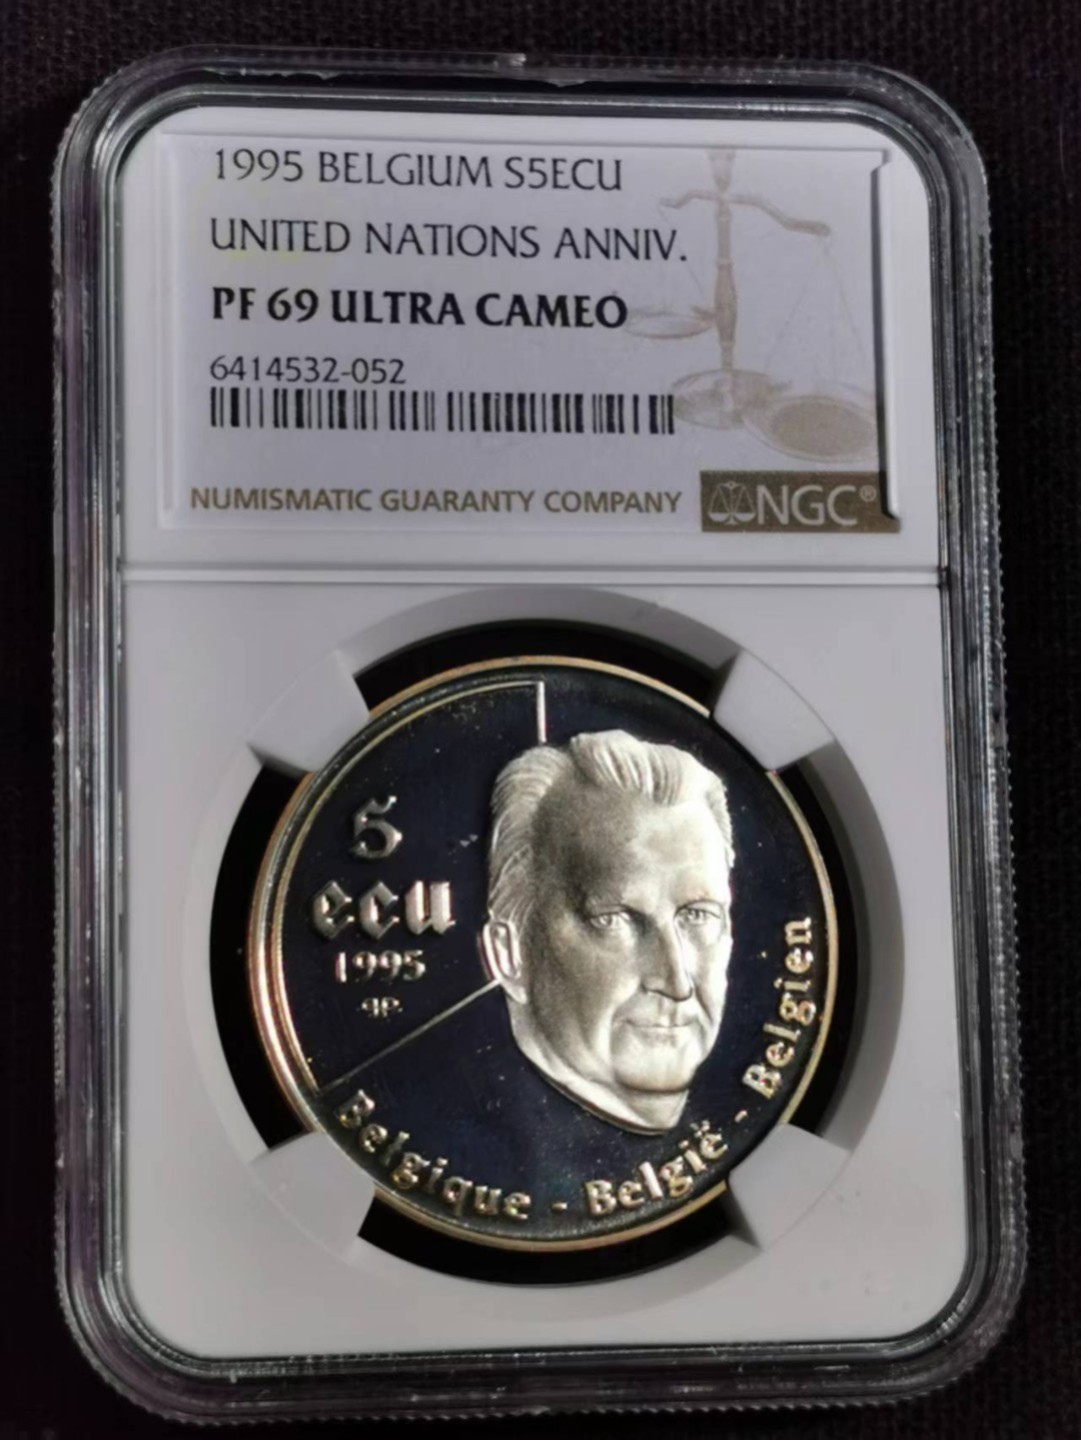 1995 BELGIUM S5ECU
UNITED NATIONS ANNIV.
PF 69 ULTRA CAMEO
6414532-052
NUMISMATIC GUARANTY COMPANY
NGC®
5
ecu
1995
qp
Belgique - België - Belgien